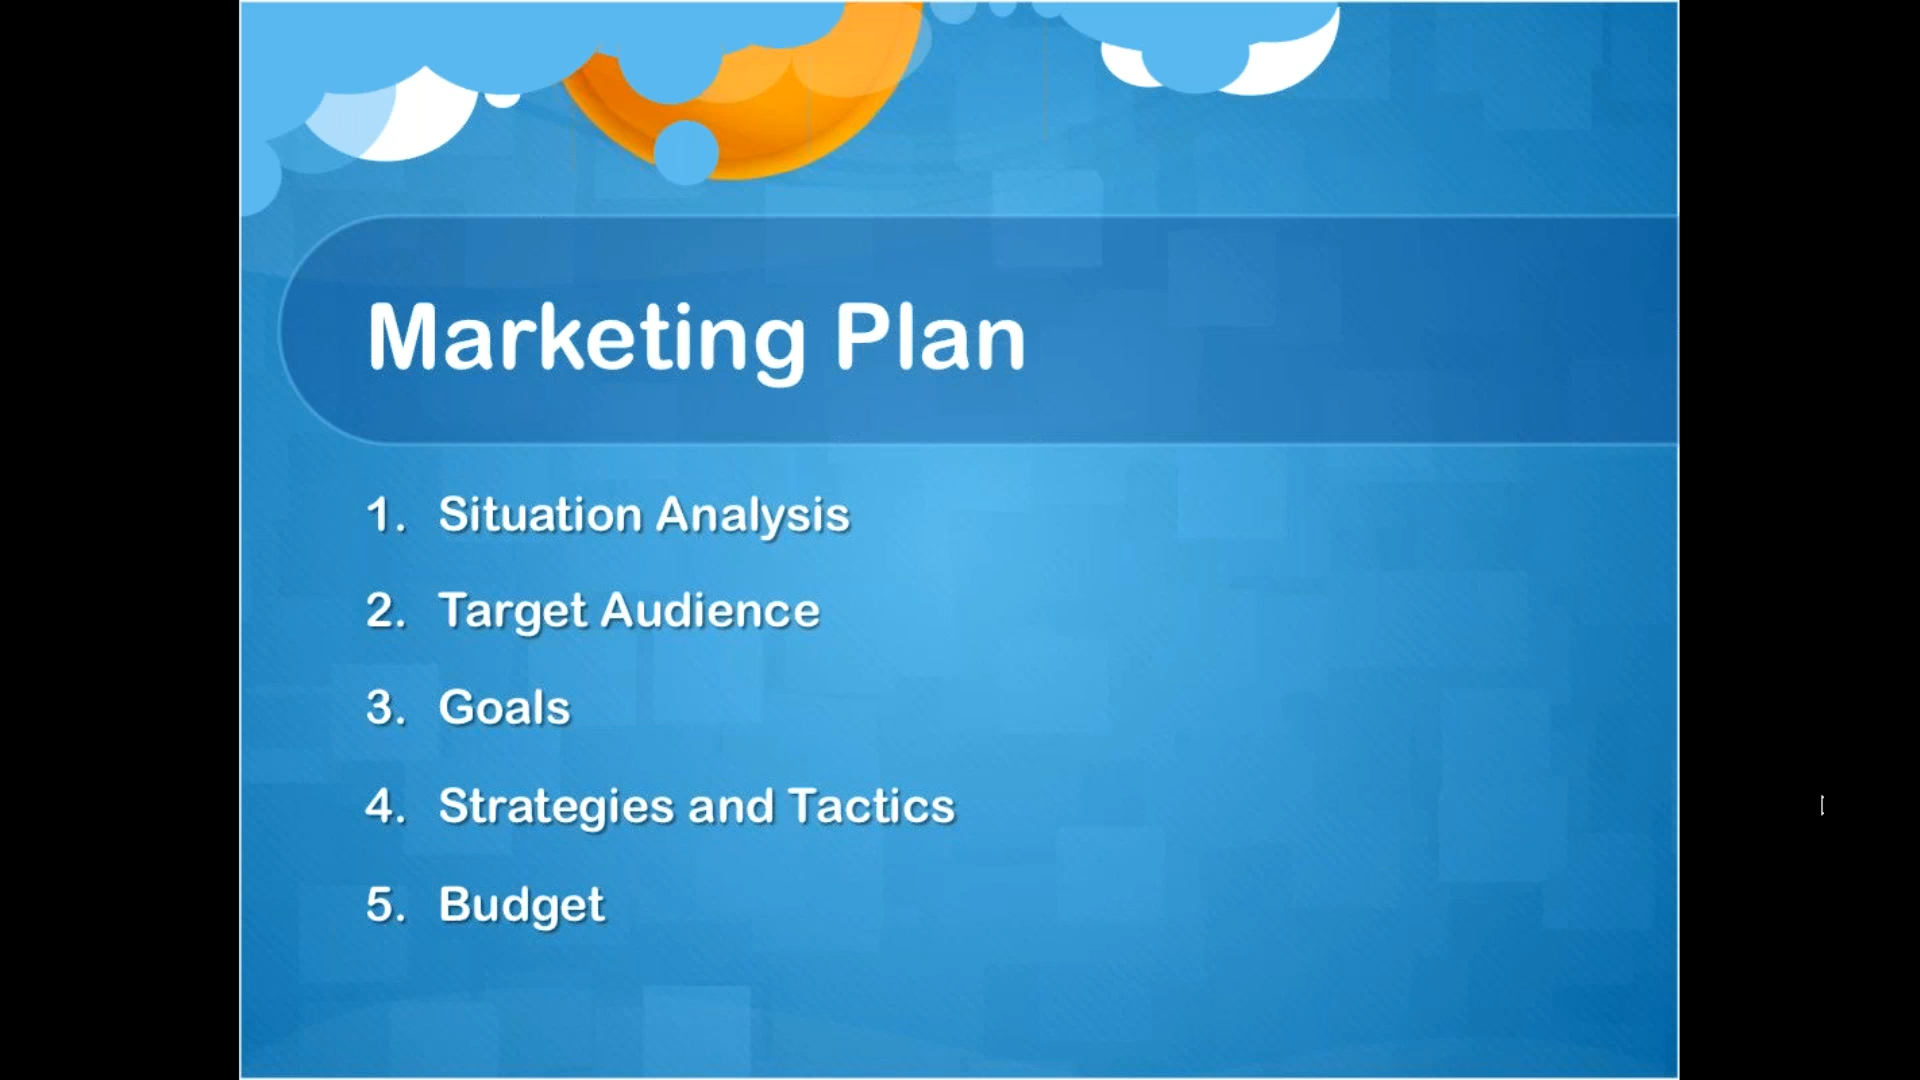 Marketing Plan
1. Situation Analysis
2. Target Audience
3. Goals
4. Strategies and Tactics
5. Budget